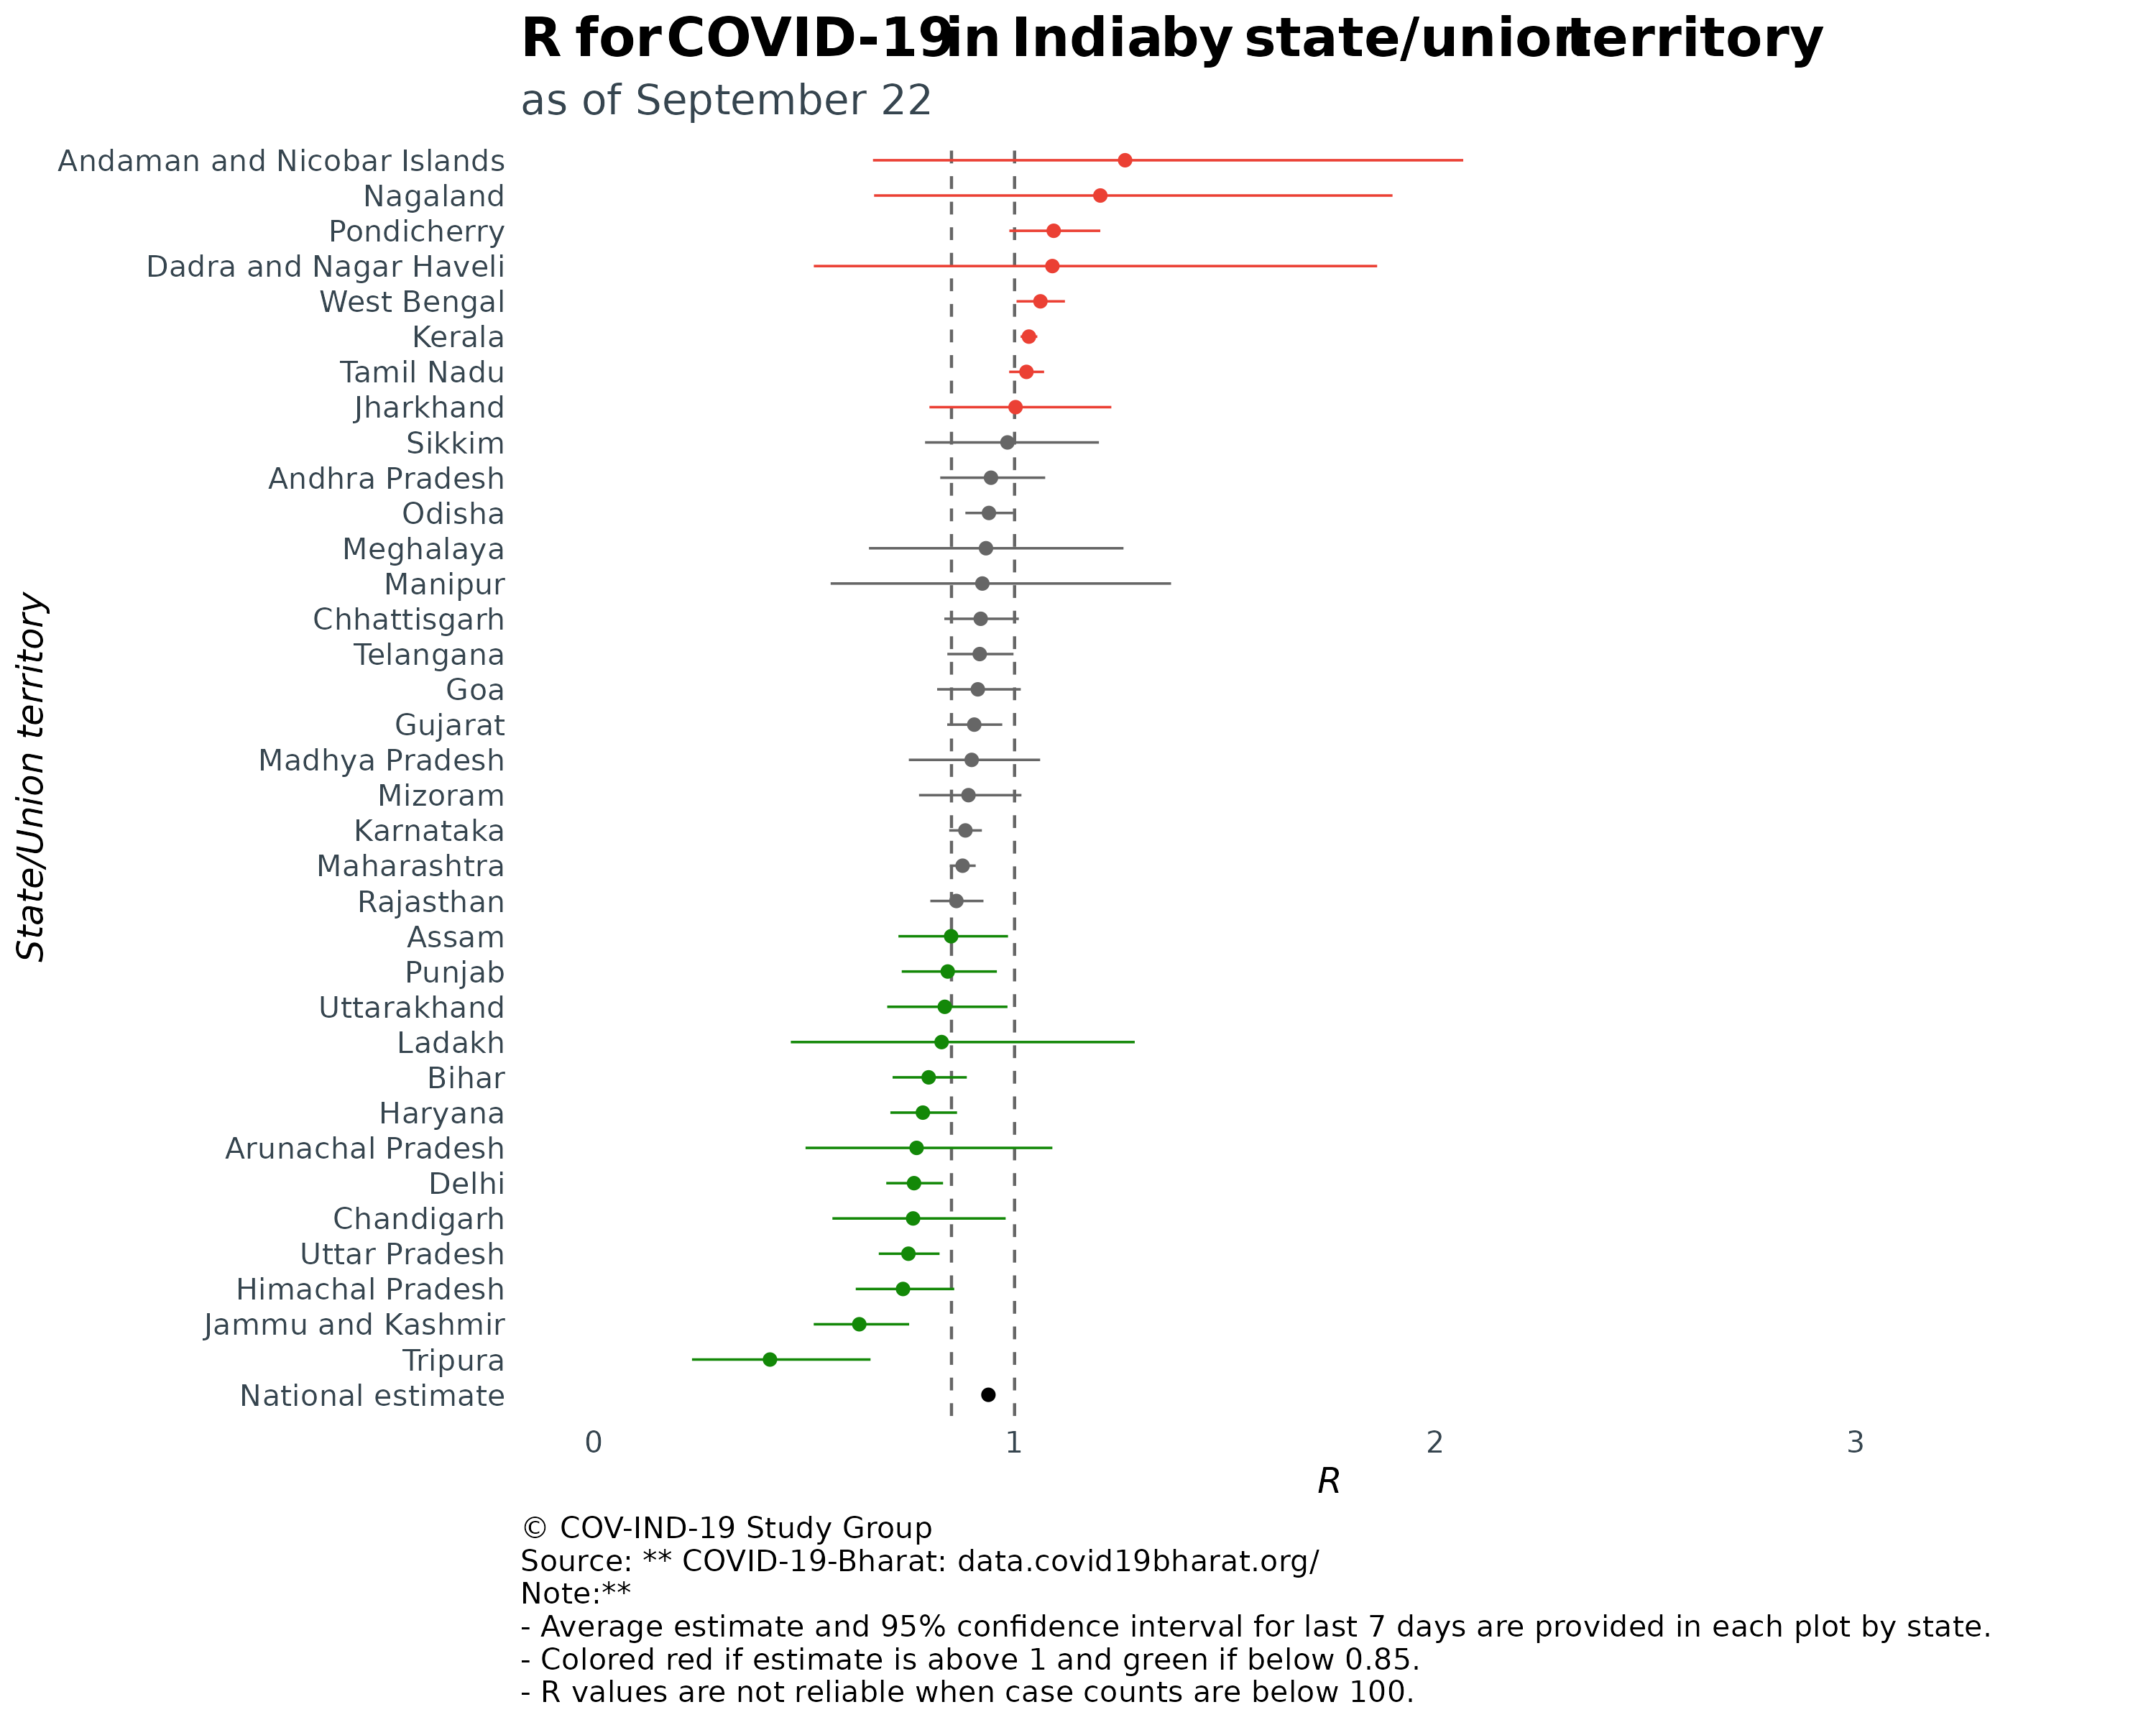 R for COVID-19 in India by state/union territory
as of September 22
Andaman and Nicobar Islands
Nagaland
Pondicherry
Dadra and Nagar Haveli
West Bengal
Kerala
Tamil Nadu
Jharkhand
Sikkim
Andhra Pradesh
Odisha
Meghalaya
Manipur
Chhattisgarh
Telangana
Goa
Gujarat
Madhya Pradesh
Mizoram
Karnataka
Maharashtra
Rajasthan
Assam
Punjab
Uttarakhand
Ladakh
Bihar
Haryana
Arunachal Pradesh
Delhi
Chandigarh
Uttar Pradesh
Himachal Pradesh
Jammu and Kashmir
Tripura
National estimate
State/Union territory
0 1 2 3
R
© COV-IND-19 Study Group
Source: ** COVID-19-Bharat: data.covid19bharat.org/
Note:**
- Average estimate and 95% confidence interval for last 7 days are provided in each plot by state.
- Colored red if estimate is above 1 and green if below 0.85.
- R values are not reliable when case counts are below 100.